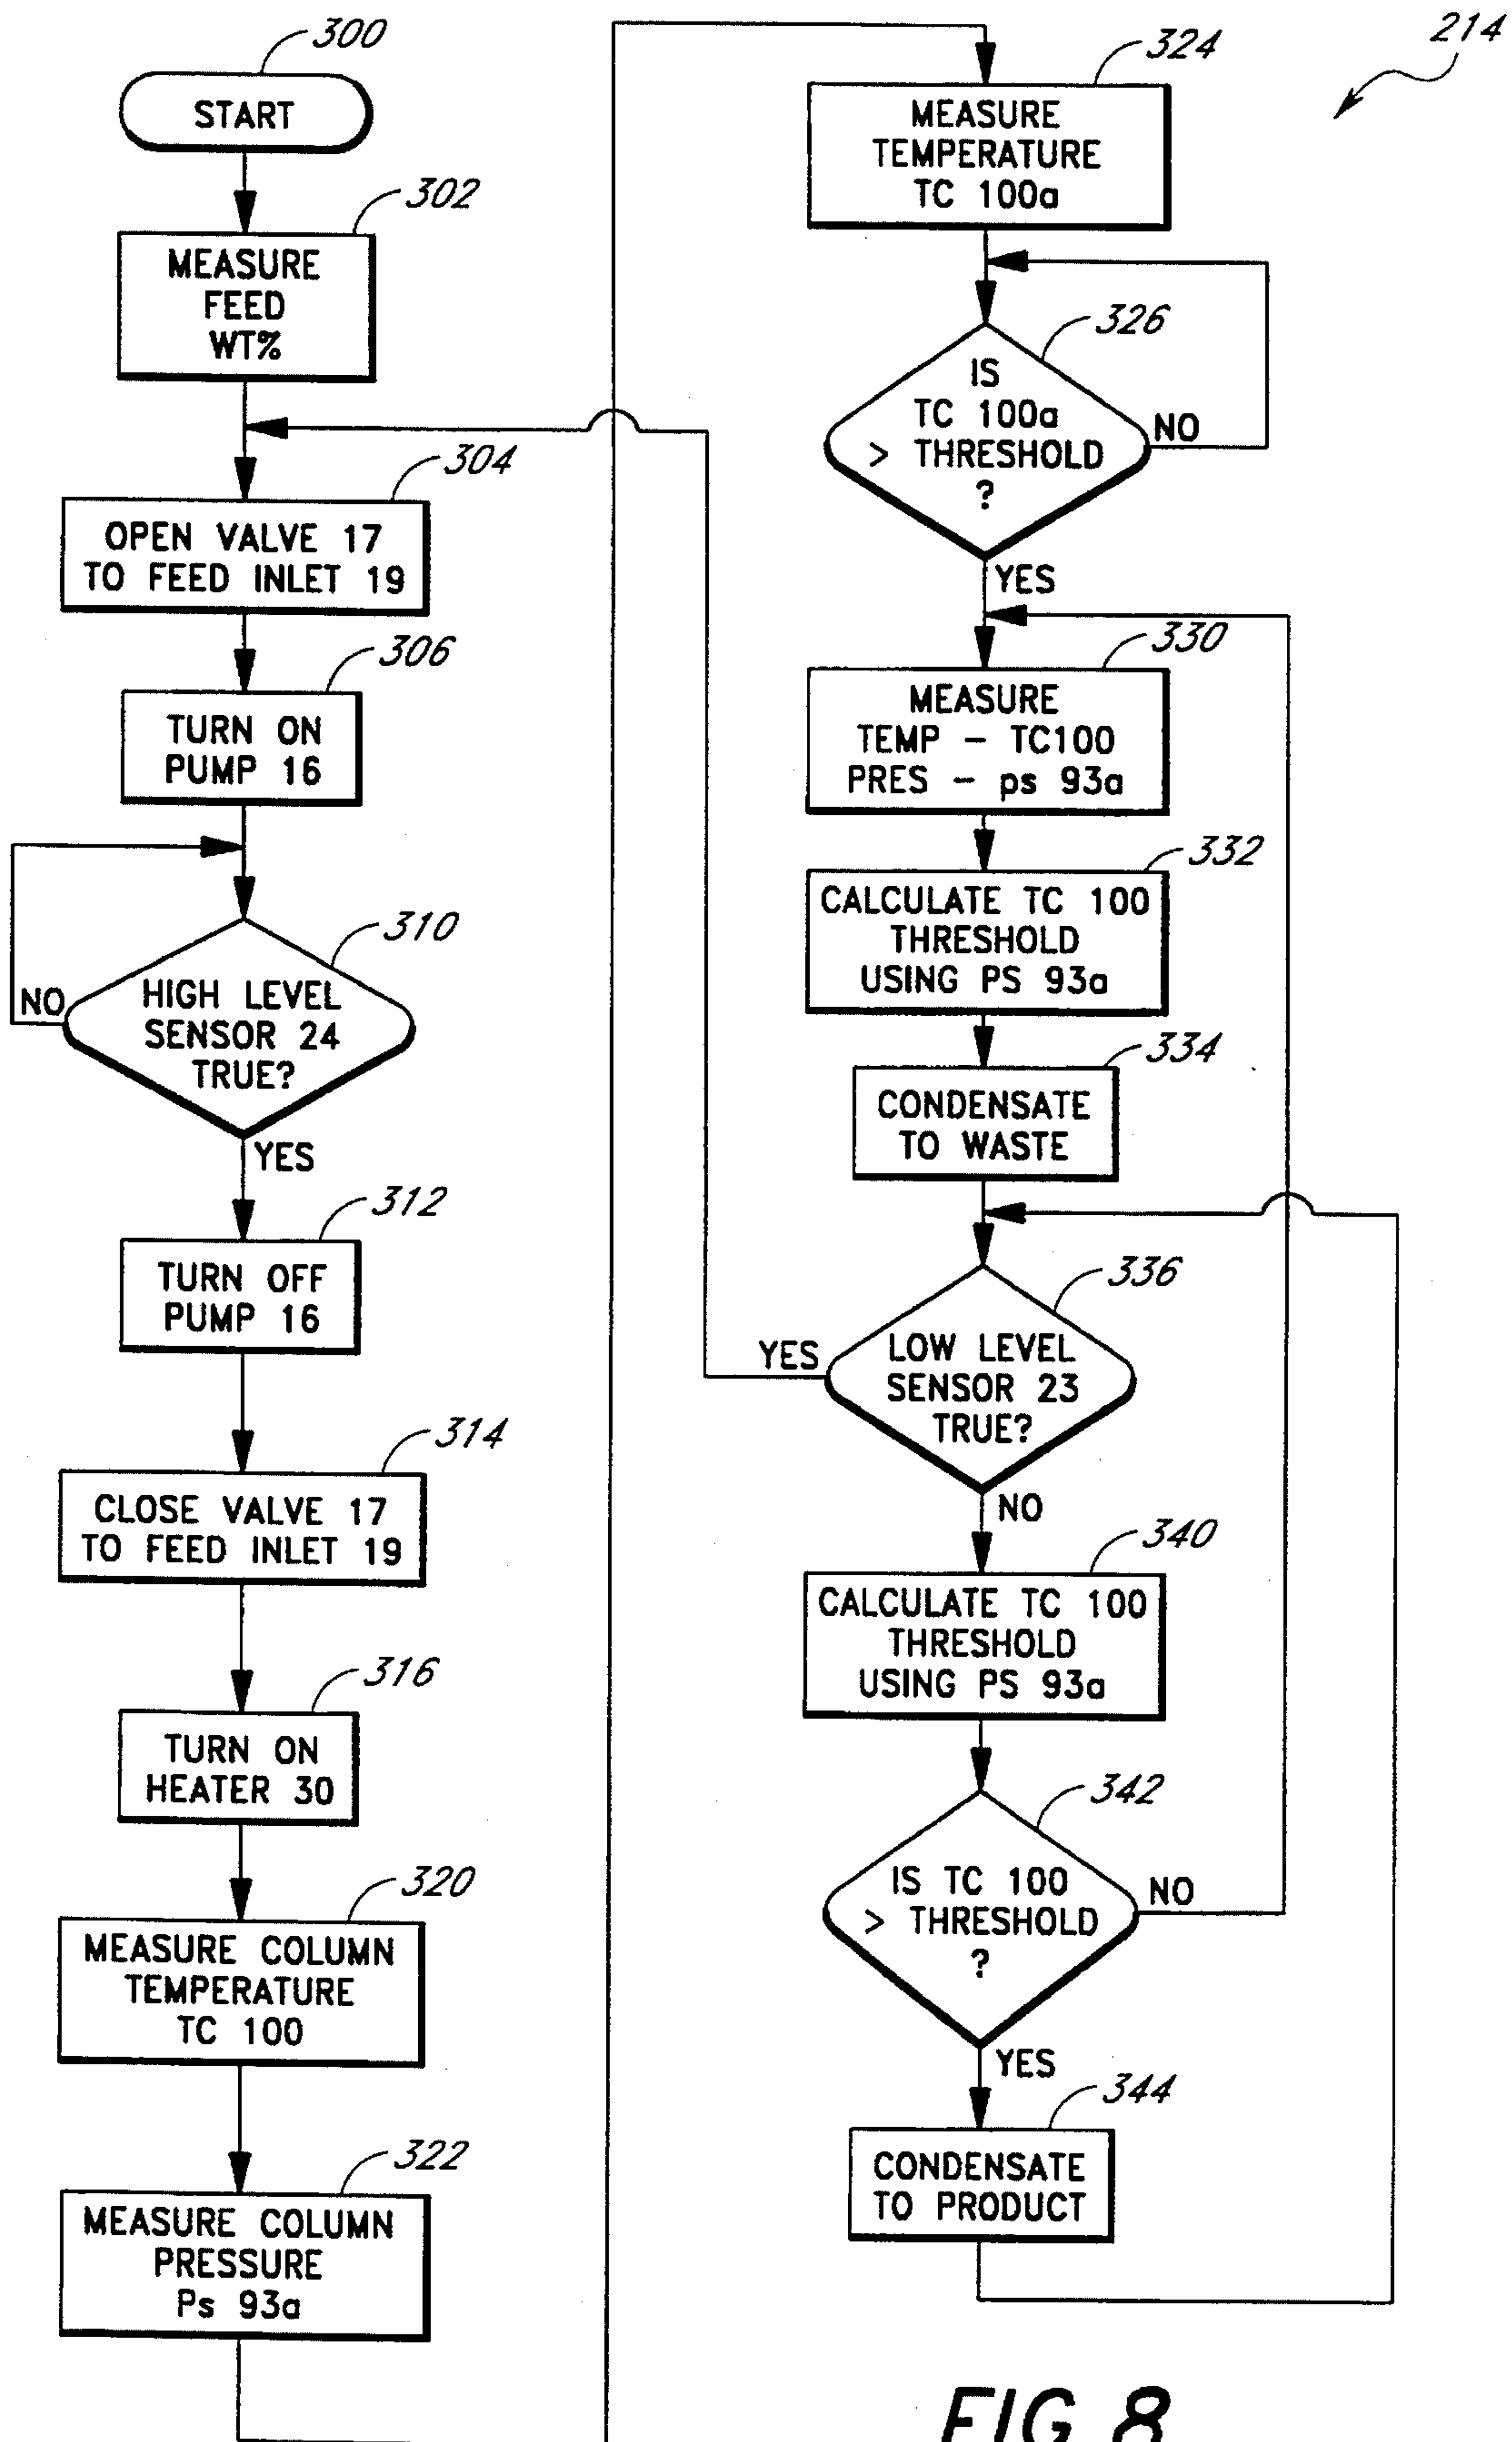 300
START
302
MEASURE
FEED
WT%
304
OPEN VALVE 17
TO FEED INLET 19
306
TURN ON
PUMP 16
310
HIGH LEVEL
SENSOR 24
TRUE?
NO
YES
312
TURN OFF
PUMP 16
314
CLOSE VALVE 17
TO FEED INLET 19
316
TURN ON
HEATER 30
320
MEASURE COLUMN
TEMPERATURE
TC 100
322
MEASURE COLUMN
PRESSURE
Ps 93a
214
324
MEASURE
TEMPERATURE
TC 100a
326
IS
TC 100a
> THRESHOLD
?
NO
YES
330
MEASURE
TEMP – TC100
PRES – ps 93a
332
CALCULATE TC 100
THRESHOLD
USING PS 93a
334
CONDENSATE
TO WASTE
336
LOW LEVEL
SENSOR 23
TRUE?
YES
NO
340
CALCULATE TC 100
THRESHOLD
USING PS 93a
342
IS TC 100
> THRESHOLD
?
NO
YES
344
CONDENSATE
TO PRODUCT
FIG 8